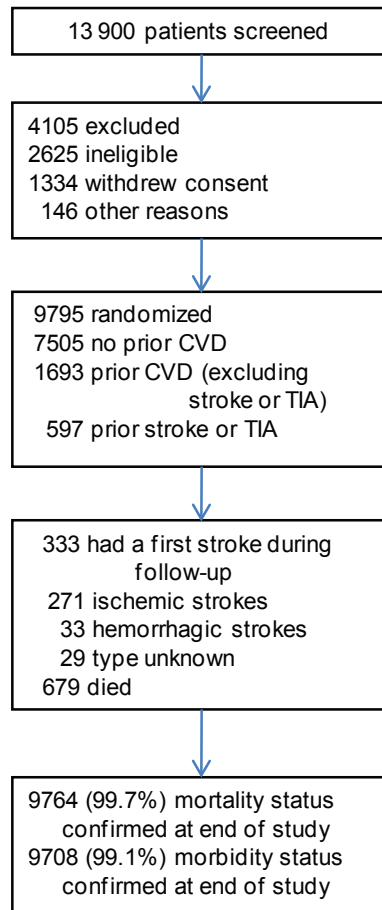 13 900 patients screened
4105 excluded
2625 ineligible
1334 withdrew consent
146 other reasons
9795 randomized
7505 no prior CVD
1693 prior CVD (excluding
stroke or TIA)
597 prior stroke or TIA
333 had a first stroke during
follow-up
271 ischemic strokes
33 hemorrhagic strokes
29 type unknown
679 died
9764 (99.7%) mortality status
confirmed at end of study
9708 (99.1%) morbidity status
confirmed at end of study